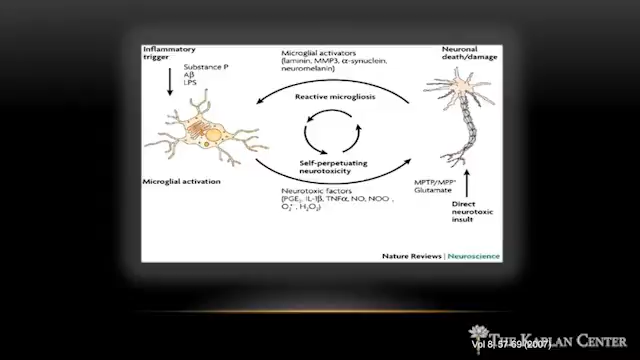 Inflammatory
trigger
Substance P
Aβ
LPS
Microglial activators
(laminin, MMP3, α-synuclein,
neuromelanin)
Neuronal
death/damage
Reactive microgliosis
Self-perpetuating
neurotoxicity
Microglial activation
Neurotoxic factors
(PGE₂, IL-1β, TNFα, NO, NOO⁻,
O₂•⁻, H₂O₂)
MPTP/MPP⁺
Glutamate
Direct
neurotoxic
insult
Nature Reviews | Neuroscience
THE KAPLAN CENTER
Vol 8: 57-69 (2007)